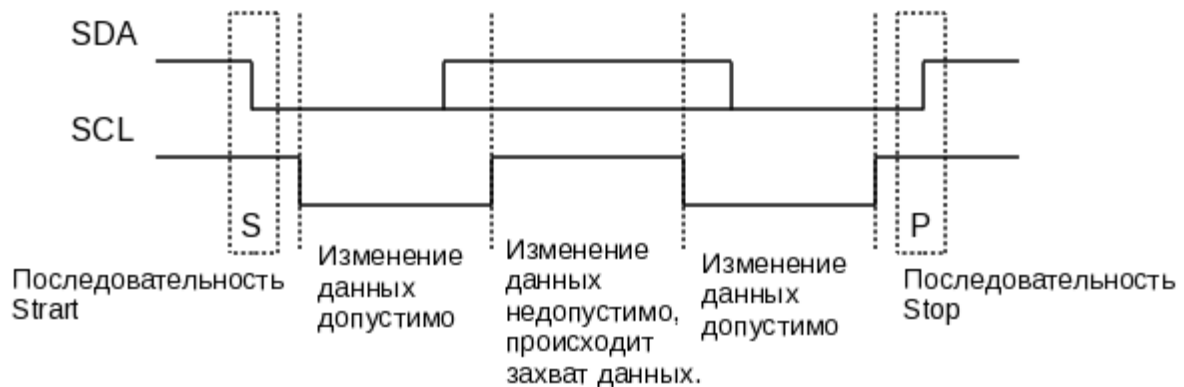 SDA
SCL
S
P
Последовательность
Strart
Изменение
данных
допустимо
Изменение
данных
недопустимо,
происходит
захват данных.
Изменение
данных
допустимо
Последовательность
Stop